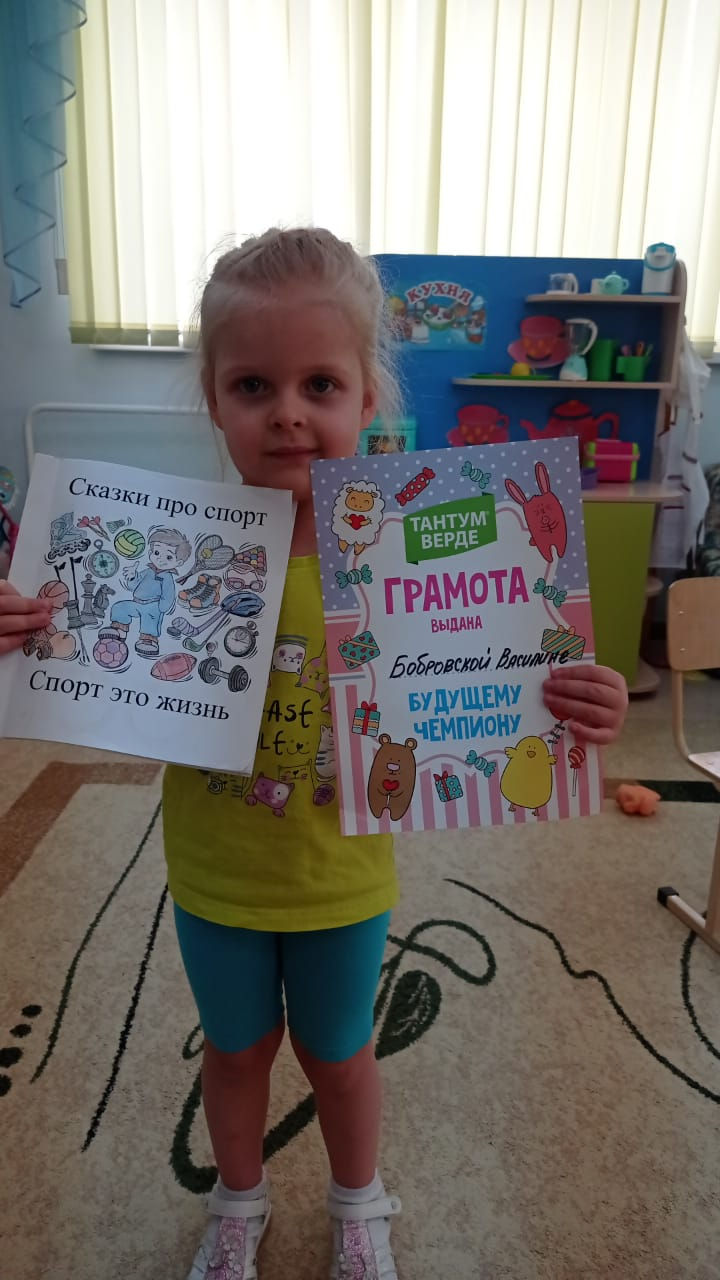 КУХНЯ
Сказки про спорт
Спорт это жизнь
ТАНТУМ®
ВЕРДЕ
ГРАМОТА
ВЫДАНА
Бобровской Василине
БУДУЩЕМУ
ЧЕМПИОНУ